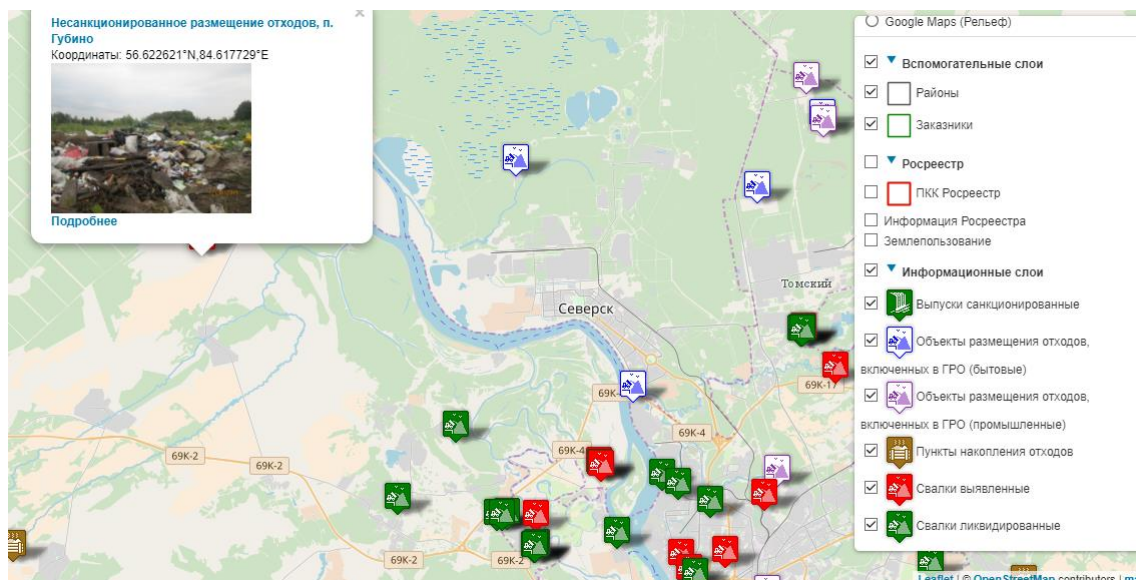 Несанкционированное размещение отходов, п.
Губино
Координаты: 56.622621°N,84.617729°E
Подробнее
×
Северск
Томский
69К-2
69К-2
69К-2
69К-2
69К-4
69К-17
Google Maps (Рельеф)
Вспомогательные слои
Районы
Заказники
Росреестр
ПКК Росреестр
Информация Росреестра
Землепользование
Информационные слои
Выпуски санкционированные
Объекты размещения отходов,
включенных в ГРО (бытовые)
Объекты размещения отходов,
включенных в ГРО (промышленные)
Пункты накопления отходов
Свалки выявленные
Свалки ликвидированные
Leaflet | © OpenStreetMap contributors